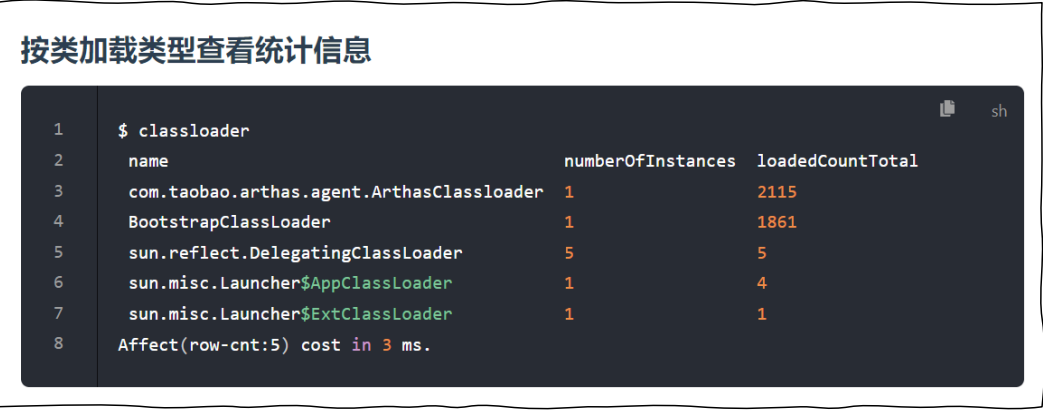 按类加载类型查看统计信息
sh
1 $ classloader
2 name numberOfInstances loadedCountTotal
3 com.taobao.arthas.agent.ArthasClassloader 1 2115
4 BootstrapClassLoader 1 1861
5 sun.reflect.DelegatingClassLoader 5 5
6 sun.misc.Launcher$AppClassLoader 1 4
7 sun.misc.Launcher$ExtClassLoader 1 1
8 Affect(row-cnt:5) cost in 3 ms.